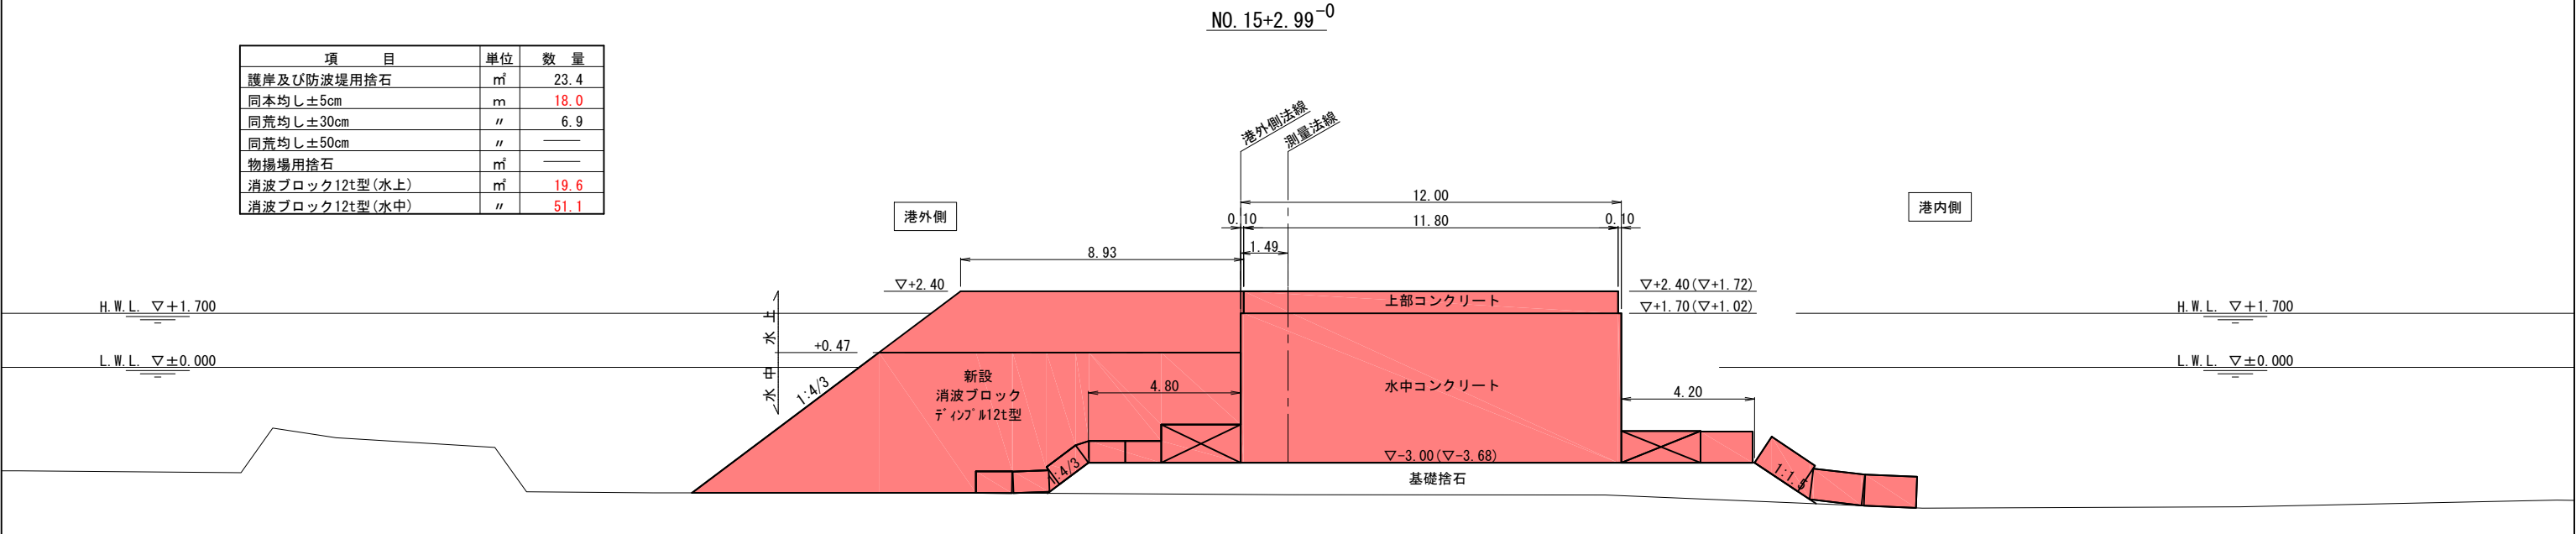 NO.15+2.99-0
項 目 単位 数 量
護岸及び防波堤用捨石 ㎥ 23.4
同本均し±5cm m 18.0
同荒均し±30cm 〃 6.9
同荒均し±50cm 〃 ——
物揚場用捨石 ㎥ ——
消波ブロック12t型(水上) ㎥ 19.6
消波ブロック12t型(水中) 〃 51.1
港外側法線
測量法線
港外側
港内側
12.00
0.10 11.80 0.10
1.49
8.93
▽+2.40
▽+2.40(▽+1.72)
上部コンクリート
▽+1.70(▽+1.02)
H.W.L. ▽+1.700
H.W.L. ▽+1.700
水上
+0.47
L.W.L. ▽±0.000
L.W.L. ▽±0.000
水中
1:4/3
新設
消波ブロック
ディンプル12t型
4.80
水中コンクリート
4.20
▽-3.00(▽-3.68)
1:4/3
基礎捨石
1:1.5